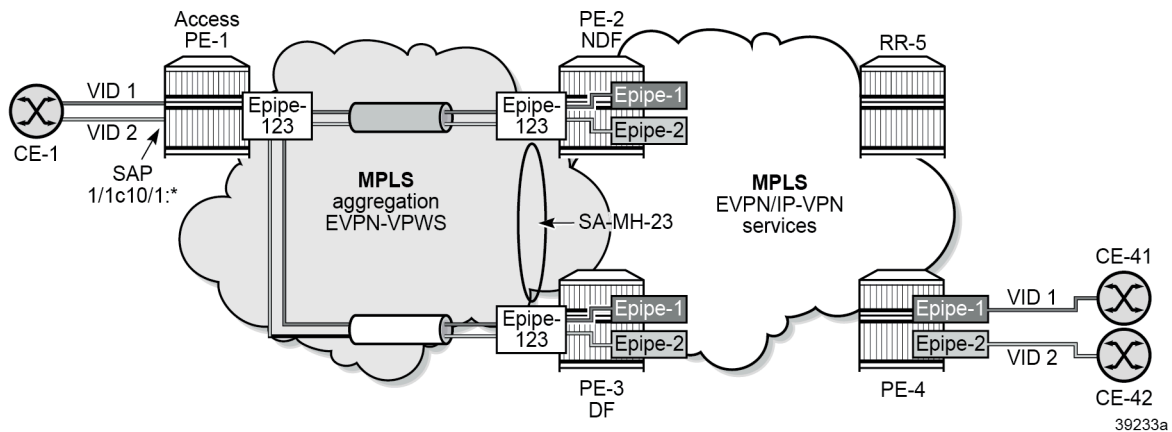 Access
PE-1
PE-2
NDF
RR-5
VID 1
VID 2
CE-1
SAP
1/1c10/1:*
Epipe-
123
Epipe-
123
Epipe-1
Epipe-2
MPLS
aggregation
EVPN-VPWS
SA-MH-23
MPLS
EVPN/IP-VPN
services
Epipe-
123
Epipe-1
Epipe-2
PE-3
DF
Epipe-1
Epipe-2
PE-4
VID 1
VID 2
CE-41
CE-42
39233a